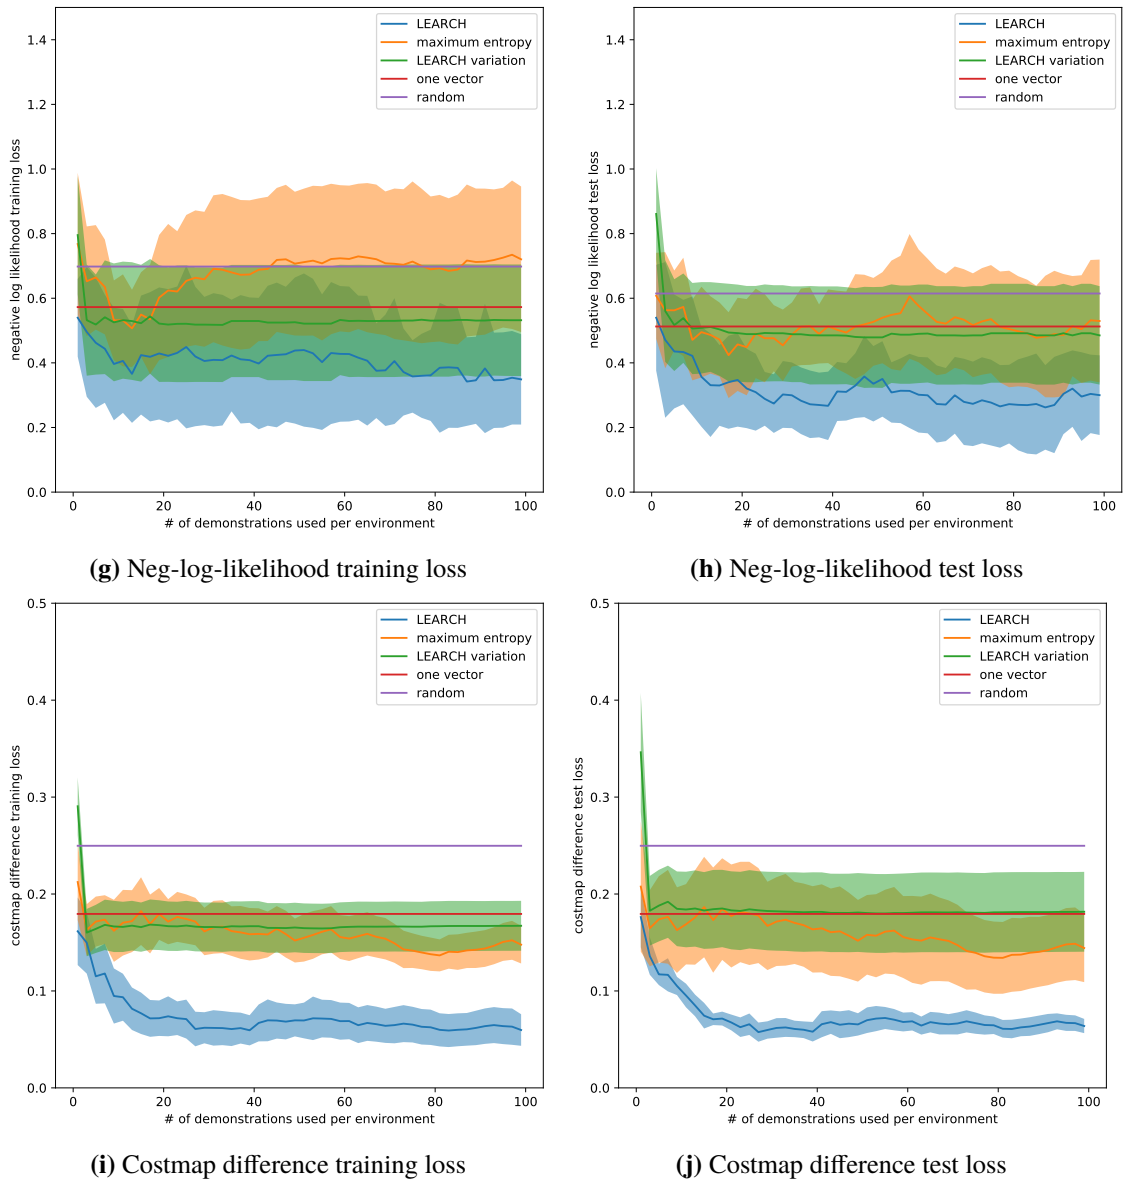 negative log likelihood training loss
1.4
1.2
1.0
0.8
0.6
0.4
0.2
0.0
LEARCH
maximum entropy
LEARCH variation
one vector
random
0 20 40 60 80 100
# of demonstrations used per environment
(g) Neg-log-likelihood training loss
negative log likelihood test loss
1.4
1.2
1.0
0.8
0.6
0.4
0.2
0.0
LEARCH
maximum entropy
LEARCH variation
one vector
random
0 20 40 60 80 100
# of demonstrations used per environment
(h) Neg-log-likelihood test loss
costmap difference training loss
0.5
0.4
0.3
0.2
0.1
0.0
LEARCH
maximum entropy
LEARCH variation
one vector
random
0 20 40 60 80 100
# of demonstrations used per environment
(i) Costmap difference training loss
costmap difference test loss
0.5
0.4
0.3
0.2
0.1
0.0
LEARCH
maximum entropy
LEARCH variation
one vector
random
0 20 40 60 80 100
# of demonstrations used per environment
(j) Costmap difference test loss